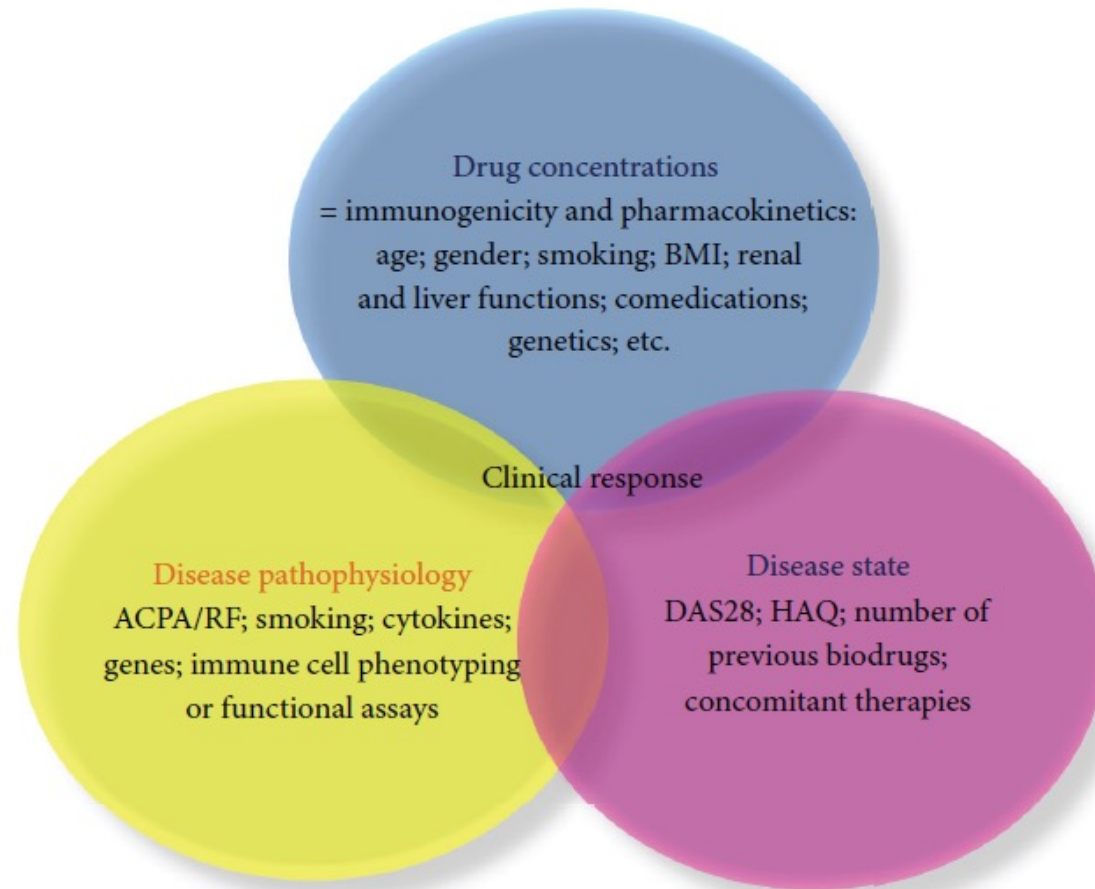 Drug concentrations
= immunogenicity and pharmacokinetics:
age; gender; smoking; BMI; renal
and liver functions; comedications;
genetics; etc.
Clinical response
Disease pathophysiology
ACPA/RF; smoking; cytokines;
genes; immune cell phenotyping
or functional assays
Disease state
DAS28; HAQ; number of
previous biodrugs;
concomitant therapies